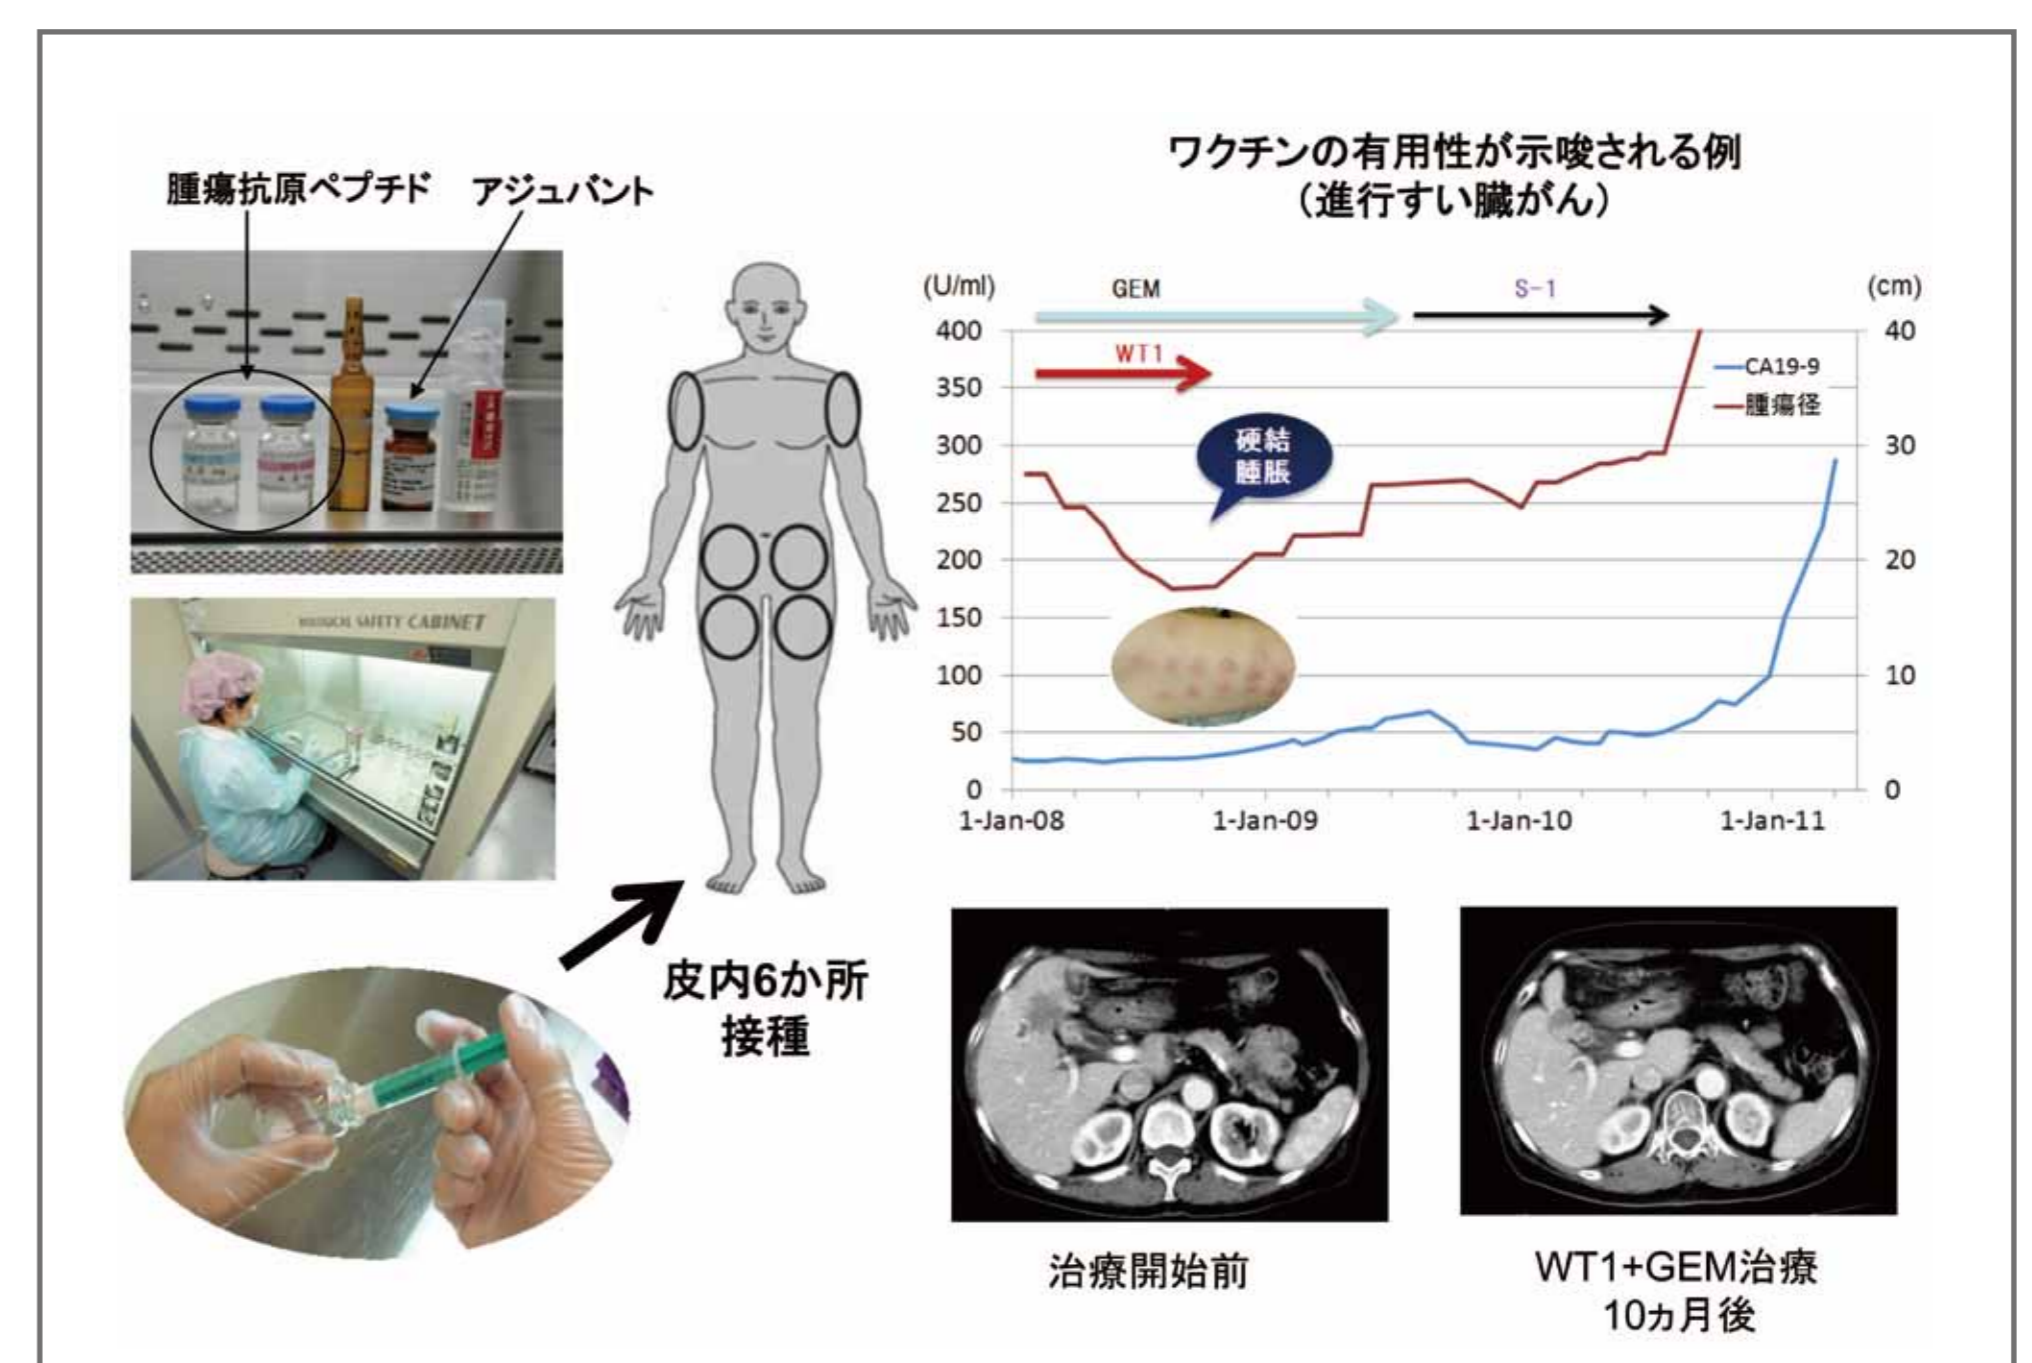 ワクチンの有用性が示唆される例
（進行すい臓がん）
腫瘍抗原ペプチド
アジュバント
BIOLOGICAL SAFETY CABINET
皮内6か所
接種
(U/ml)
GEM
S-1
(cm)
WT1
400
350
300
250
200
150
100
50
0
40
30
20
10
0
CA19-9
腫瘍径
硬結
腫脹
1-Jan-08
1-Jan-09
1-Jan-10
1-Jan-11
治療開始前
WT1+GEM治療
10ヵ月後